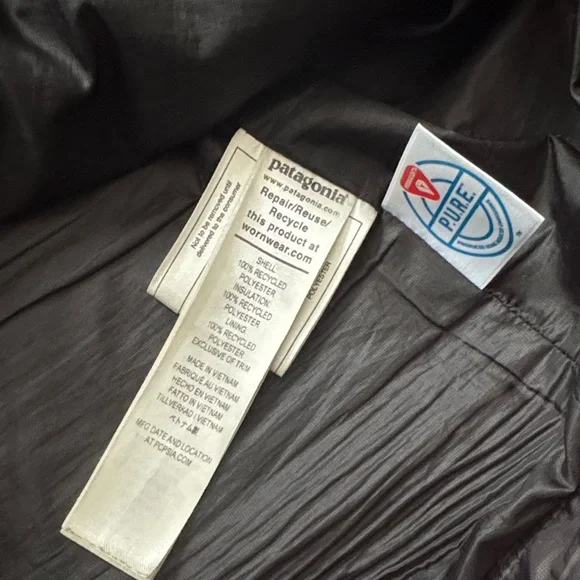 Not to be removed until
delivered to the consumer
patagonia®
www.patagonia.com
Repair/Reuse/
Recycle
this product at
wornwear.com
SHELL:
100% RECYCLED
POLYESTER
INSULATION:
100% RECYCLED
POLYESTER
LINING:
100% RECYCLED
POLYESTER
EXCLUSIVE OF TRIM
MADE IN VIETNAM
FABRIQUÉ AU VIETNAM
HECHO EN VIETNAM
FATTO IN VIETNAM
TILLVERKAD I VIETNAM
ベトナム製
MFG DATE AND LOCATION
AT PCPSIA.COM
POLYESTER
P.U.R.E.